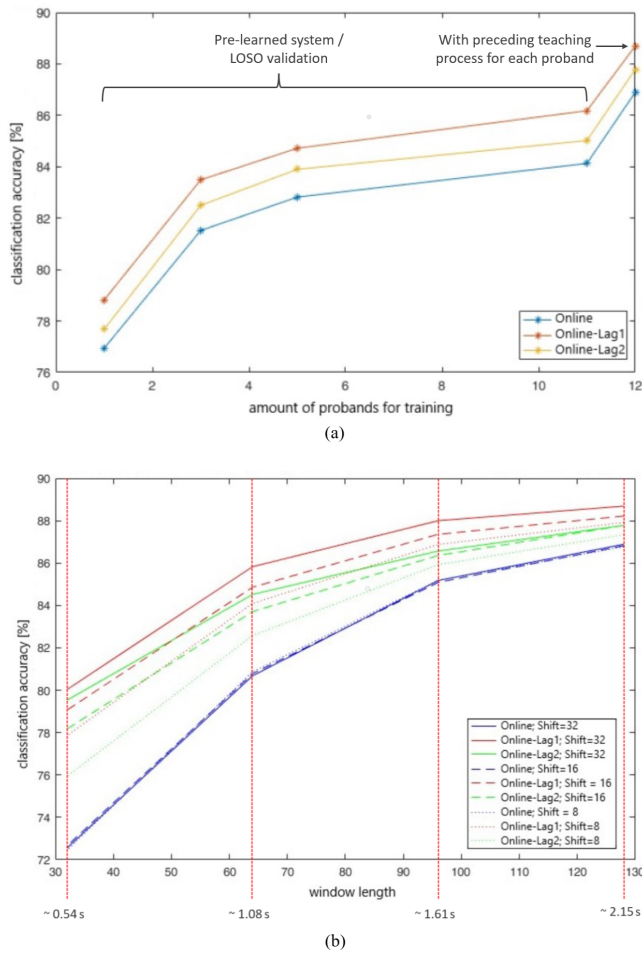 90
88
86
84
82
80
78
76
classification accuracy [%]
Pre-learned system /
LOSO validation
With preceding teaching
process for each proband
Online
Online-Lag1
Online-Lag2
0 2 4 6 8 10 12
amount of probands for training
(a)
90
88
86
84
82
80
78
76
74
72
classification accuracy [%]
Online; Shift=32
Online-Lag1; Shift=32
Online-Lag2; Shift=32
Online; Shift=16
Online-Lag1; Shift = 16
Online-Lag2; Shift=16
Online; Shift = 8
Online-Lag1; Shift=8
Online-Lag2; Shift=8
30 40 50 60 70 80 90 100 110 120 130
window length
~ 0.54 s ~ 1.08 s ~ 1.61 s ~ 2.15 s
(b)